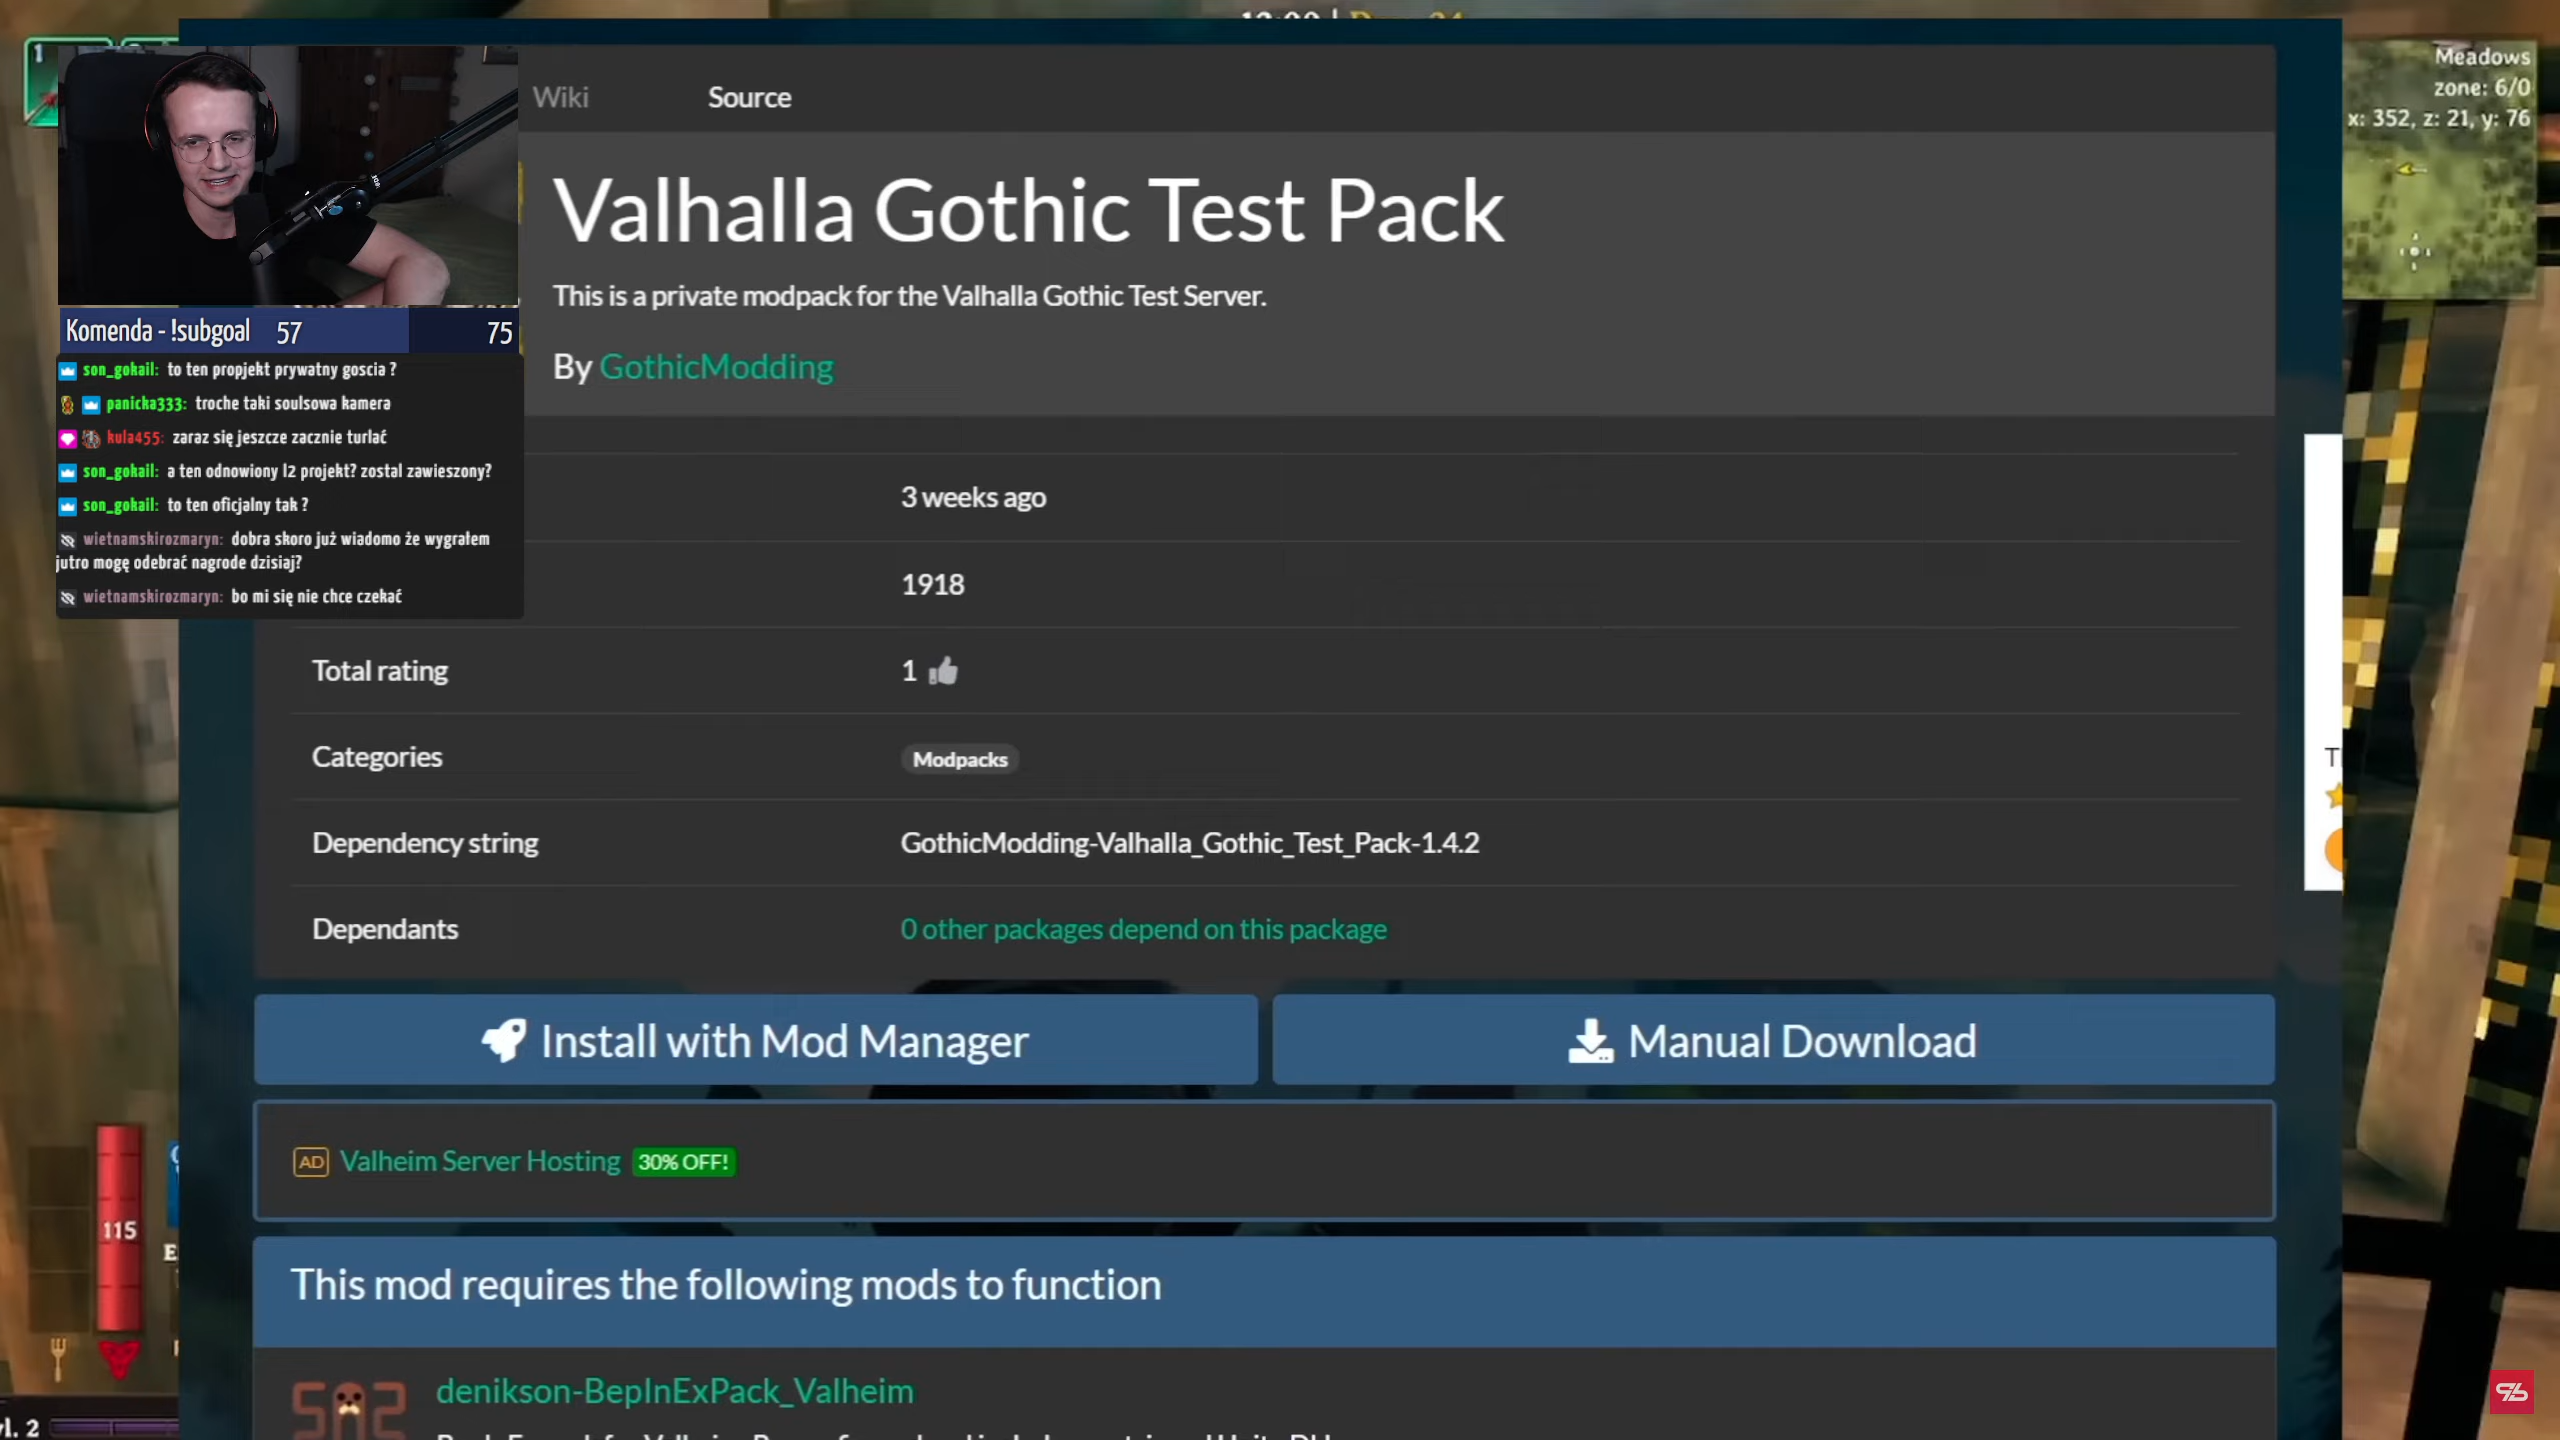 1
Meadows
zone: 6/0
x: 352, z: 21, y: 76
Wiki
Source
Valhalla Gothic Test Pack
This is a private modpack for the Valhalla Gothic Test Server.
By GothicModding
Komenda - !subgoal 57 75
son_gokail: to ten propjekt prywatny goscia ?
panicka333: troche taki soulsowa kamera
kula455: zaraz się jeszcze zacznie turlać
son_gokail: a ten odnowiony l2 projekt? zostal zawieszony?
son_gokail: to ten oficjalny tak ?
wietnamskirozmaryn: dobra skoro już wiadomo że wygrałem
jutro mogę odebrać nagrode dzisiaj?
wietnamskirozmaryn: bo mi się nie chce czekać
3 weeks ago
1918
Total rating 1
Categories Modpacks
Dependency string GothicModding-Valhalla_Gothic_Test_Pack-1.4.2
Dependants 0 other packages depend on this package
Install with Mod Manager
Manual Download
AD Valheim Server Hosting 30% OFF!
115
This mod requires the following mods to function
denikson-BepInExPack_Valheim